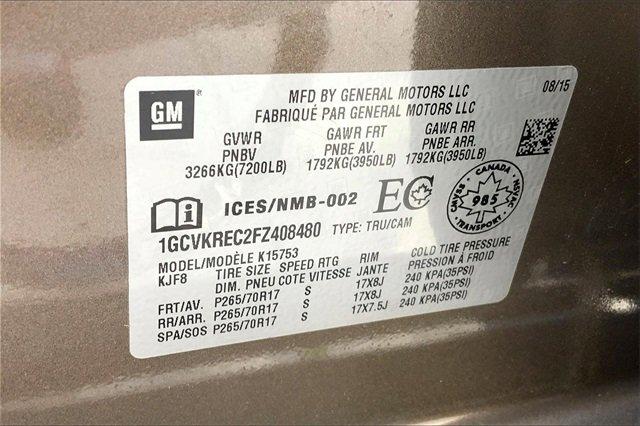 GM
MFD BY GENERAL MOTORS LLC 08/15
FABRIQUÉ PAR GENERAL MOTORS LLC
GVWR GAWR FRT GAWR RR
PNBV PNBE AV. PNBE ARR.
3266KG(7200LB) 1792KG(3950LB) 1792KG(3950LB)
ICES/NMB-002 EC
CANADA
CMVSS 985 NSVAC
TRANSPORT
1GCVKREC2FZ408480 TYPE: TRU/CAM
MODEL/MODÈLE K15753
KJF8 TIRE SIZE SPEED RTG RIM COLD TIRE PRESSURE
DIM. PNEU COTE VITESSE JANTE PRESSION À FROID
FRT/AV. P265/70R17 S 17X8J 240 KPA(35PSI)
RR/ARR. P265/70R17 S 17X8J 240 KPA(35PSI)
SPA/SOS P265/70R17 S 17X7.5J 240 KPA(35PSI)